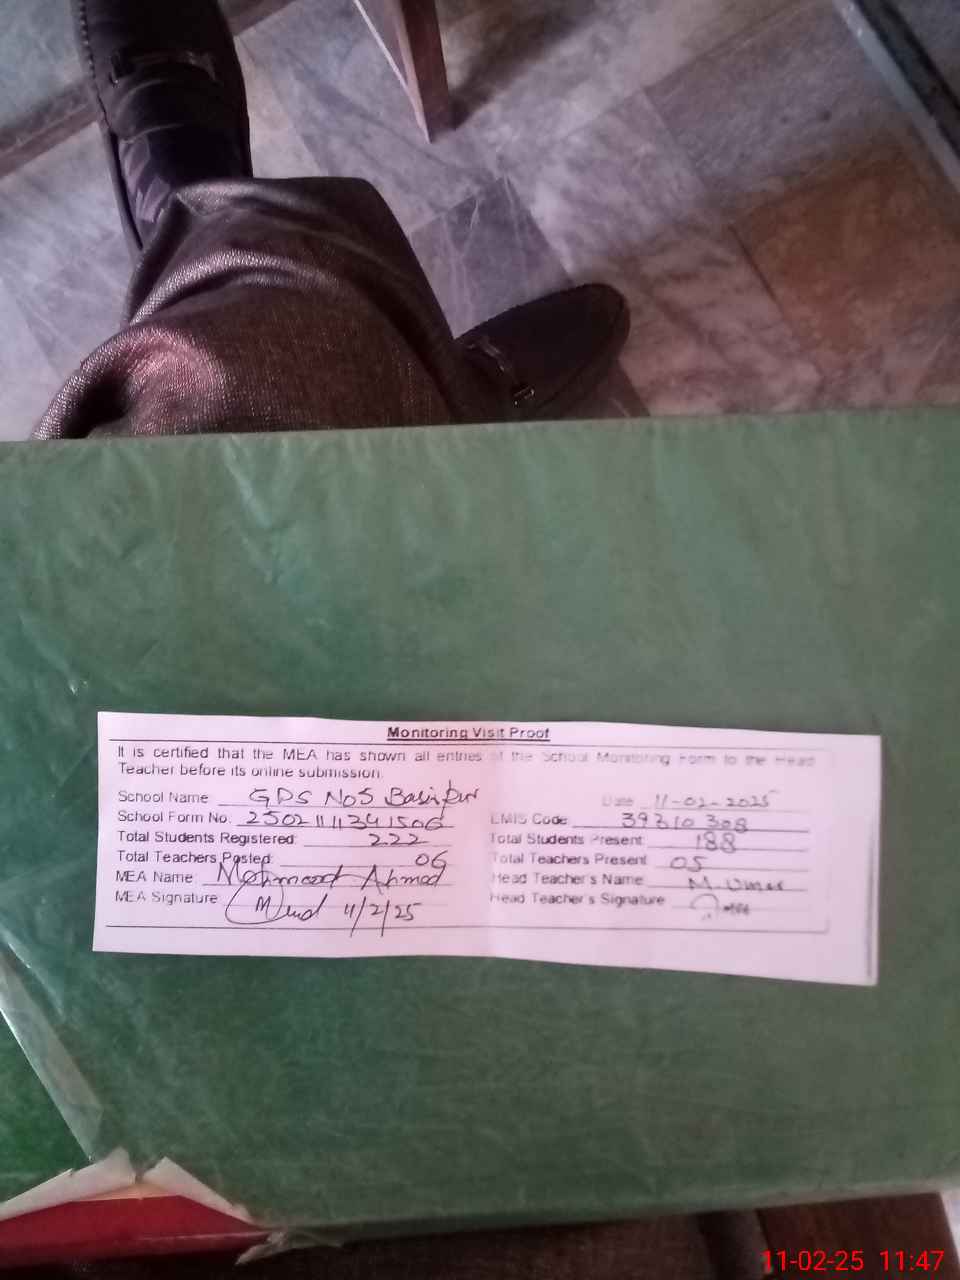 Monitoring Visit Proof
It is certified that the MEA has shown all entries of the School Monitoring Form to the Head
Teacher before its online submission.
School Name: GPS No5 Basirpur Date 11-02-2025
School Form No: 25021111341506 EMIS Code: 39310308
Total Students Registered: 222 Total Students Present 188
Total Teachers Posted: 06 Total Teachers Present 05
MEA Name: Mehmood Ahmed Head Teacher's Name M. Umar
MEA Signature: 11/2/25 Head Teacher's Signature
11-02-25 11:47